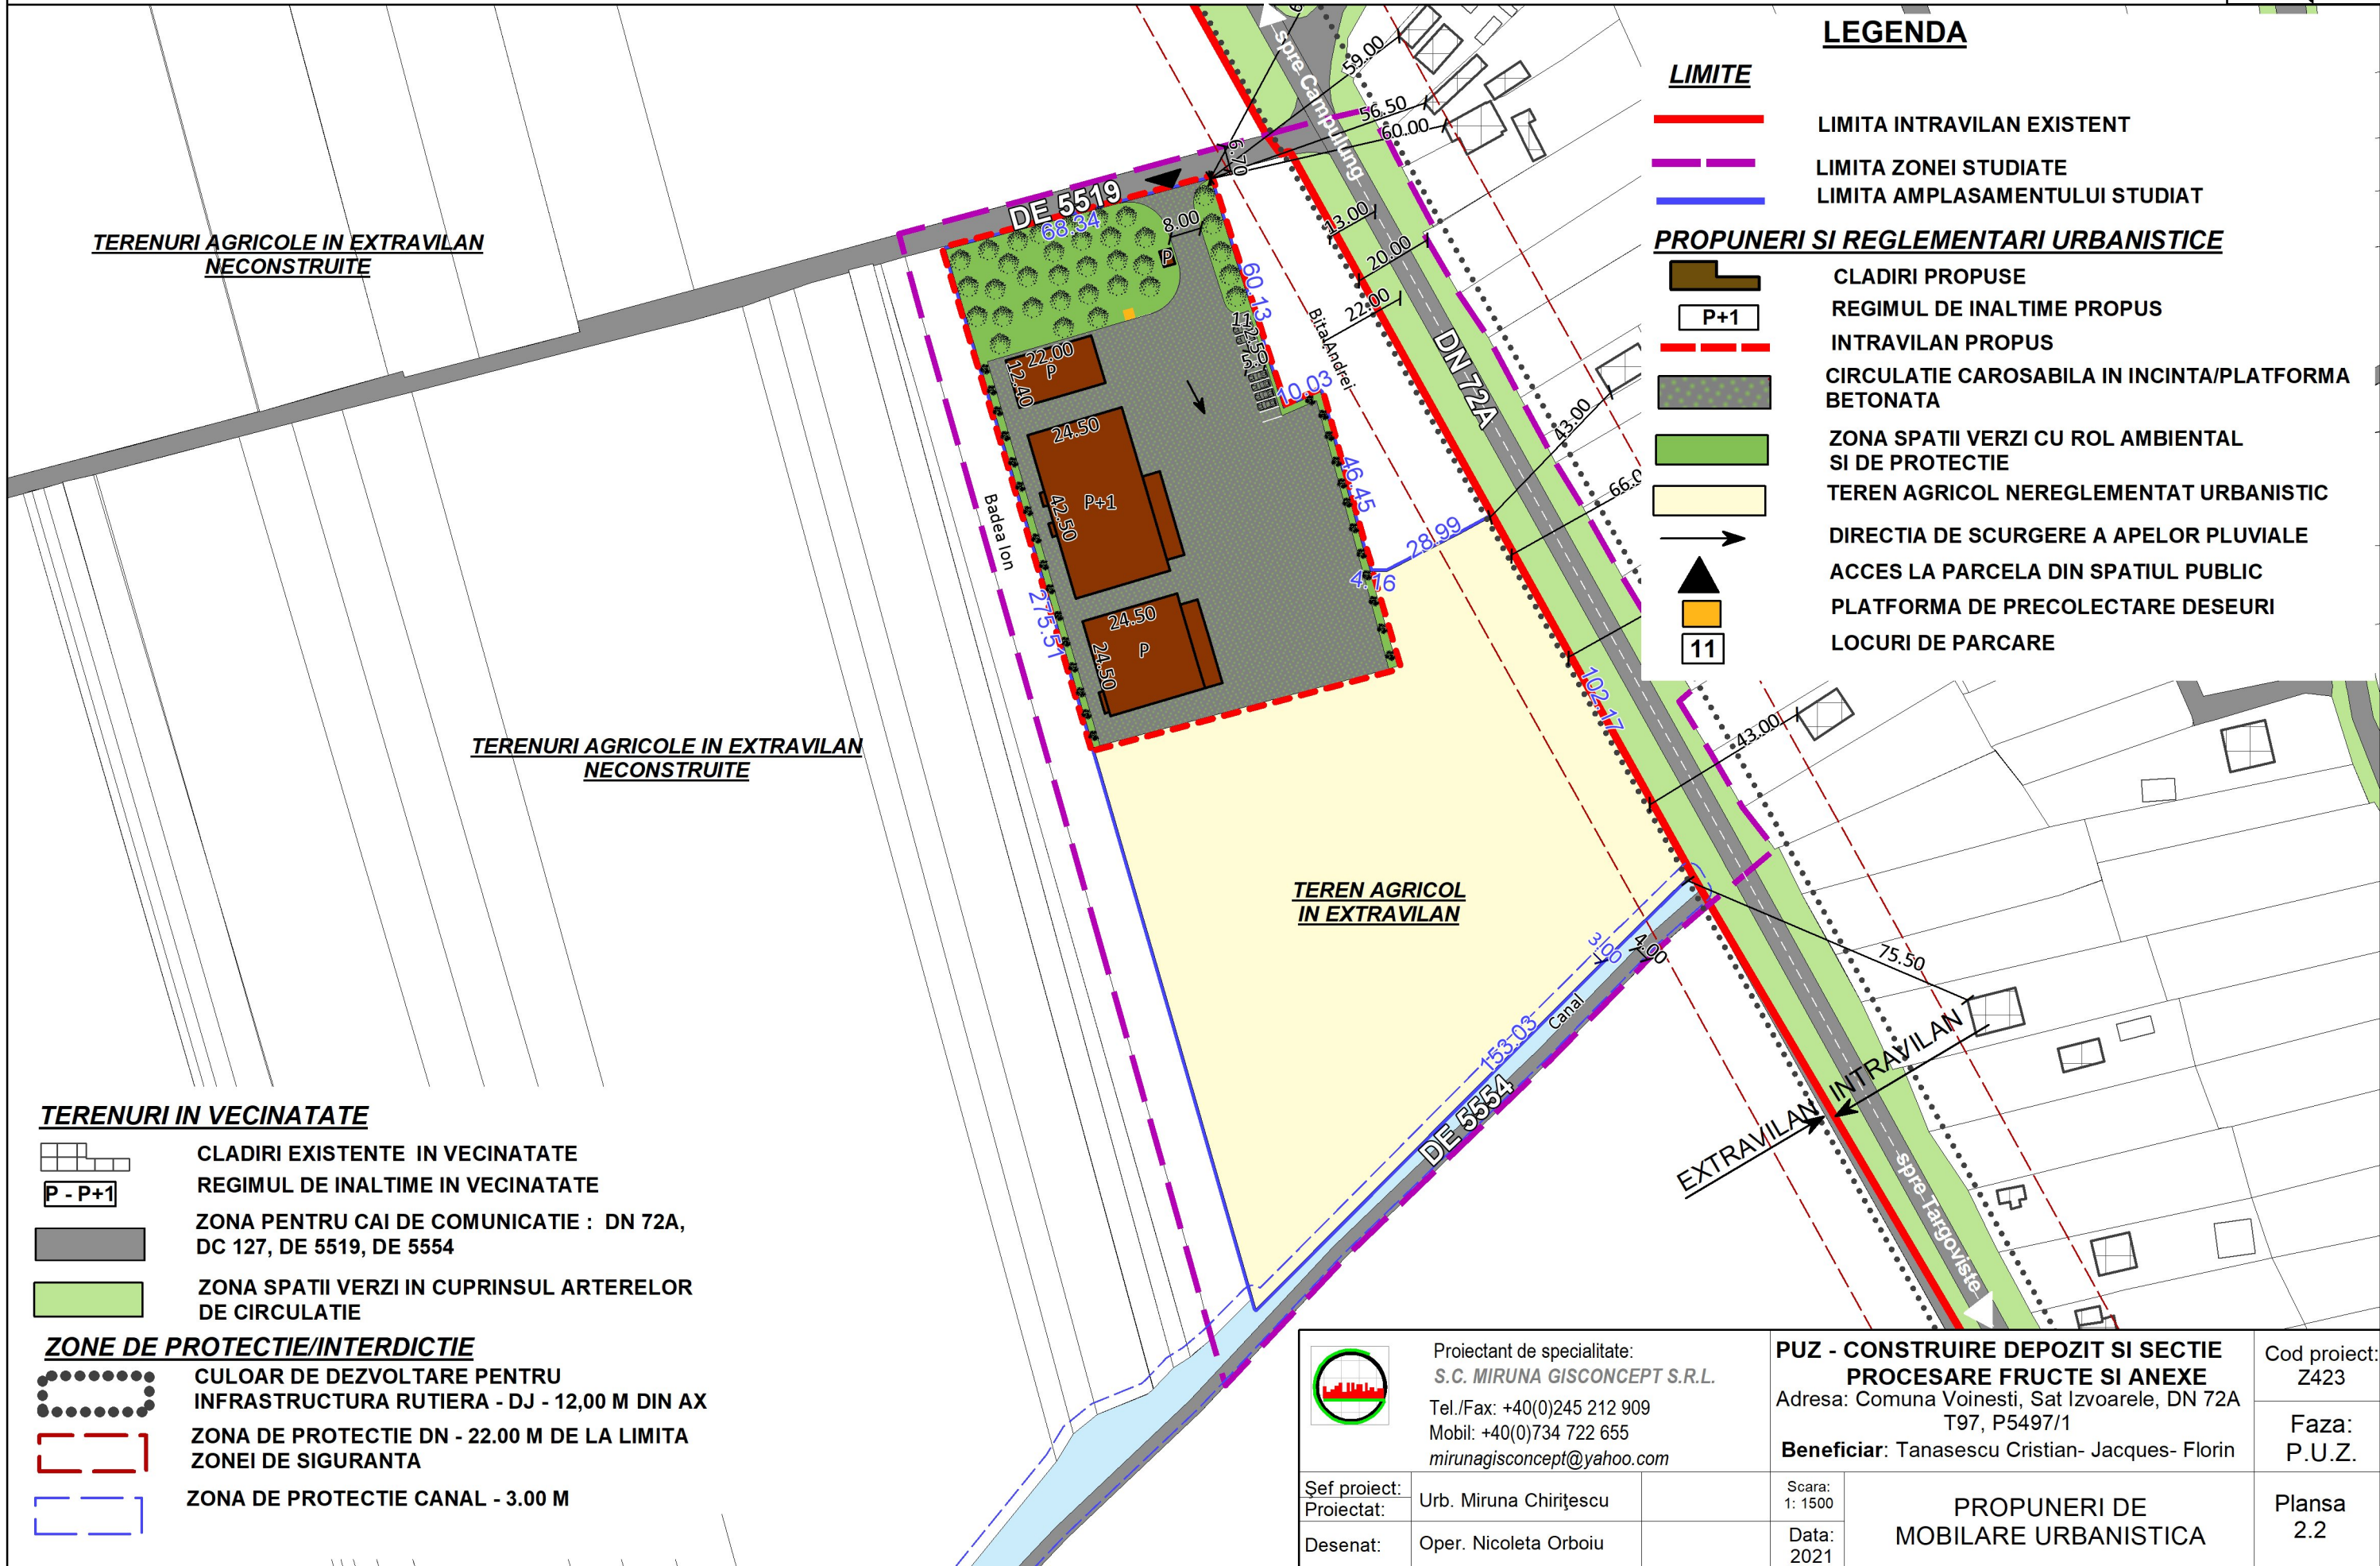 LEGENDA
LIMITE
LIMITA INTRAVILAN EXISTENT
LIMITA ZONEI STUDIATE
LIMITA AMPLASAMENTULUI STUDIAT
PROPUNERI SI REGLEMENTARI URBANISTICE
CLADIRI PROPUSE
P+1
REGIMUL DE INALTIME PROPUS
INTRAVILAN PROPUS
CIRCULATIE CAROSABILA IN INCINTA/PLATFORMA
BETONATA
ZONA SPATII VERZI CU ROL AMBIENTAL
SI DE PROTECTIE
TEREN AGRICOL NEREGLEMENTAT URBANISTIC
DIRECTIA DE SCURGERE A APELOR PLUVIALE
ACCES LA PARCELA DIN SPATIUL PUBLIC
PLATFORMA DE PRECOLECTARE DESEURI
11
LOCURI DE PARCARE
spre Campulung
59.00
56.50
60.00
6.70
DE 5519
68.34
8.00
P
13.00
20.00
22.00
60.13
11
2.50
5.00
Bita Andrei
10.03
DN 72A
TERENURI AGRICOLE IN EXTRAVILAN
NECONSTRUITE
22.00
P
12.40
24.50
P+1
42.50
46.45
43.00
28.99
4.16
Badea Ion
275.51
24.50
P
24.50
102.17
43.00
TERENURI AGRICOLE IN EXTRAVILAN
NECONSTRUITE
TEREN AGRICOL
IN EXTRAVILAN
3.00
4.00
75.50
Canal
153.03
DE 5554
INTRAVILAN
EXTRAVILAN
spre Targoviste
TERENURI IN VECINATATE
CLADIRI EXISTENTE IN VECINATATE
P - P+1
REGIMUL DE INALTIME IN VECINATATE
ZONA PENTRU CAI DE COMUNICATIE : DN 72A,
DC 127, DE 5519, DE 5554
ZONA SPATII VERZI IN CUPRINSUL ARTERELOR
DE CIRCULATIE
ZONE DE PROTECTIE/INTERDICTIE
CULOAR DE DEZVOLTARE PENTRU
INFRASTRUCTURA RUTIERA - DJ - 12,00 M DIN AX
ZONA DE PROTECTIE DN - 22.00 M DE LA LIMITA
ZONEI DE SIGURANTA
ZONA DE PROTECTIE CANAL - 3.00 M
Proiectant de specialitate:
S.C. MIRUNA GISCONCEPT S.R.L.
Tel./Fax: +40(0)245 212 909
Mobil: +40(0)734 722 655
mirunagisconcept@yahoo.com
PUZ - CONSTRUIRE DEPOZIT SI SECTIE
PROCESARE FRUCTE SI ANEXE
Adresa: Comuna Voinesti, Sat Izvoarele, DN 72A
T97, P5497/1
Beneficiar: Tanasescu Cristian- Jacques- Florin
Cod proiect:
Z423
Faza:
P.U.Z.
Şef proiect:
Proiectat:
Urb. Miruna Chiriţescu
Desenat:
Oper. Nicoleta Orboiu
Scara:
1: 1500
Data:
2021
PROPUNERI DE
MOBILARE URBANISTICA
Plansa
2.2